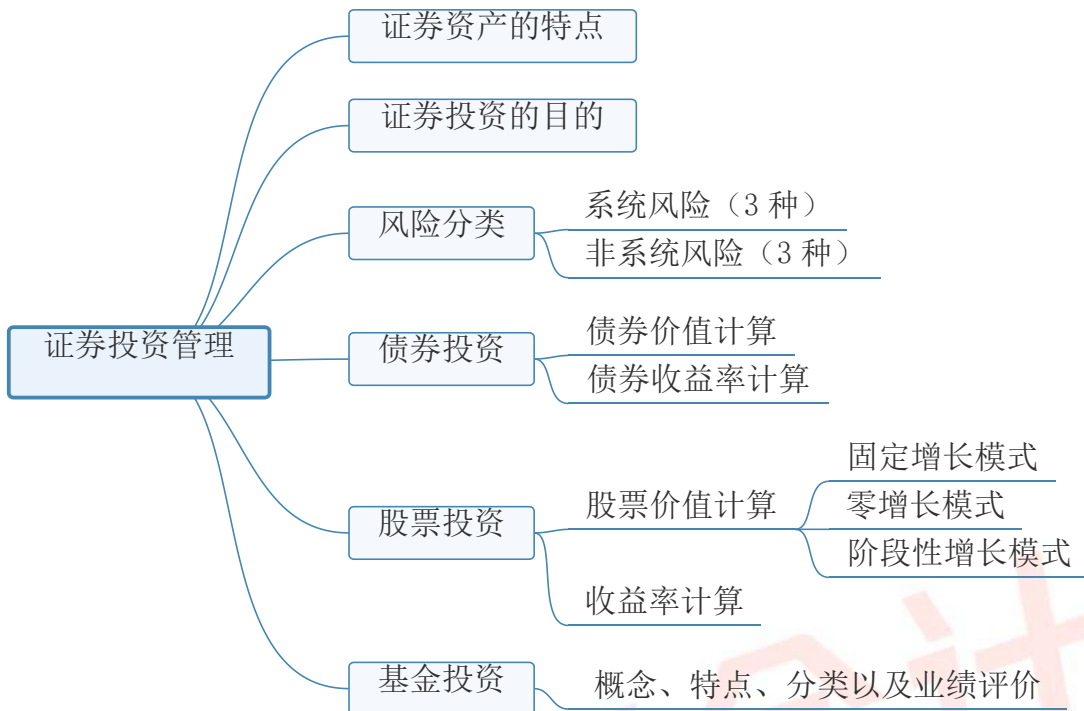 证券资产的特点
证券投资的目的
风险分类
系统风险（3 种）
非系统风险（3 种）
证券投资管理
债券投资
债券价值计算
债券收益率计算
股票投资
股票价值计算
固定增长模式
零增长模式
阶段性增长模式
收益率计算
基金投资
概念、特点、分类以及业绩评价